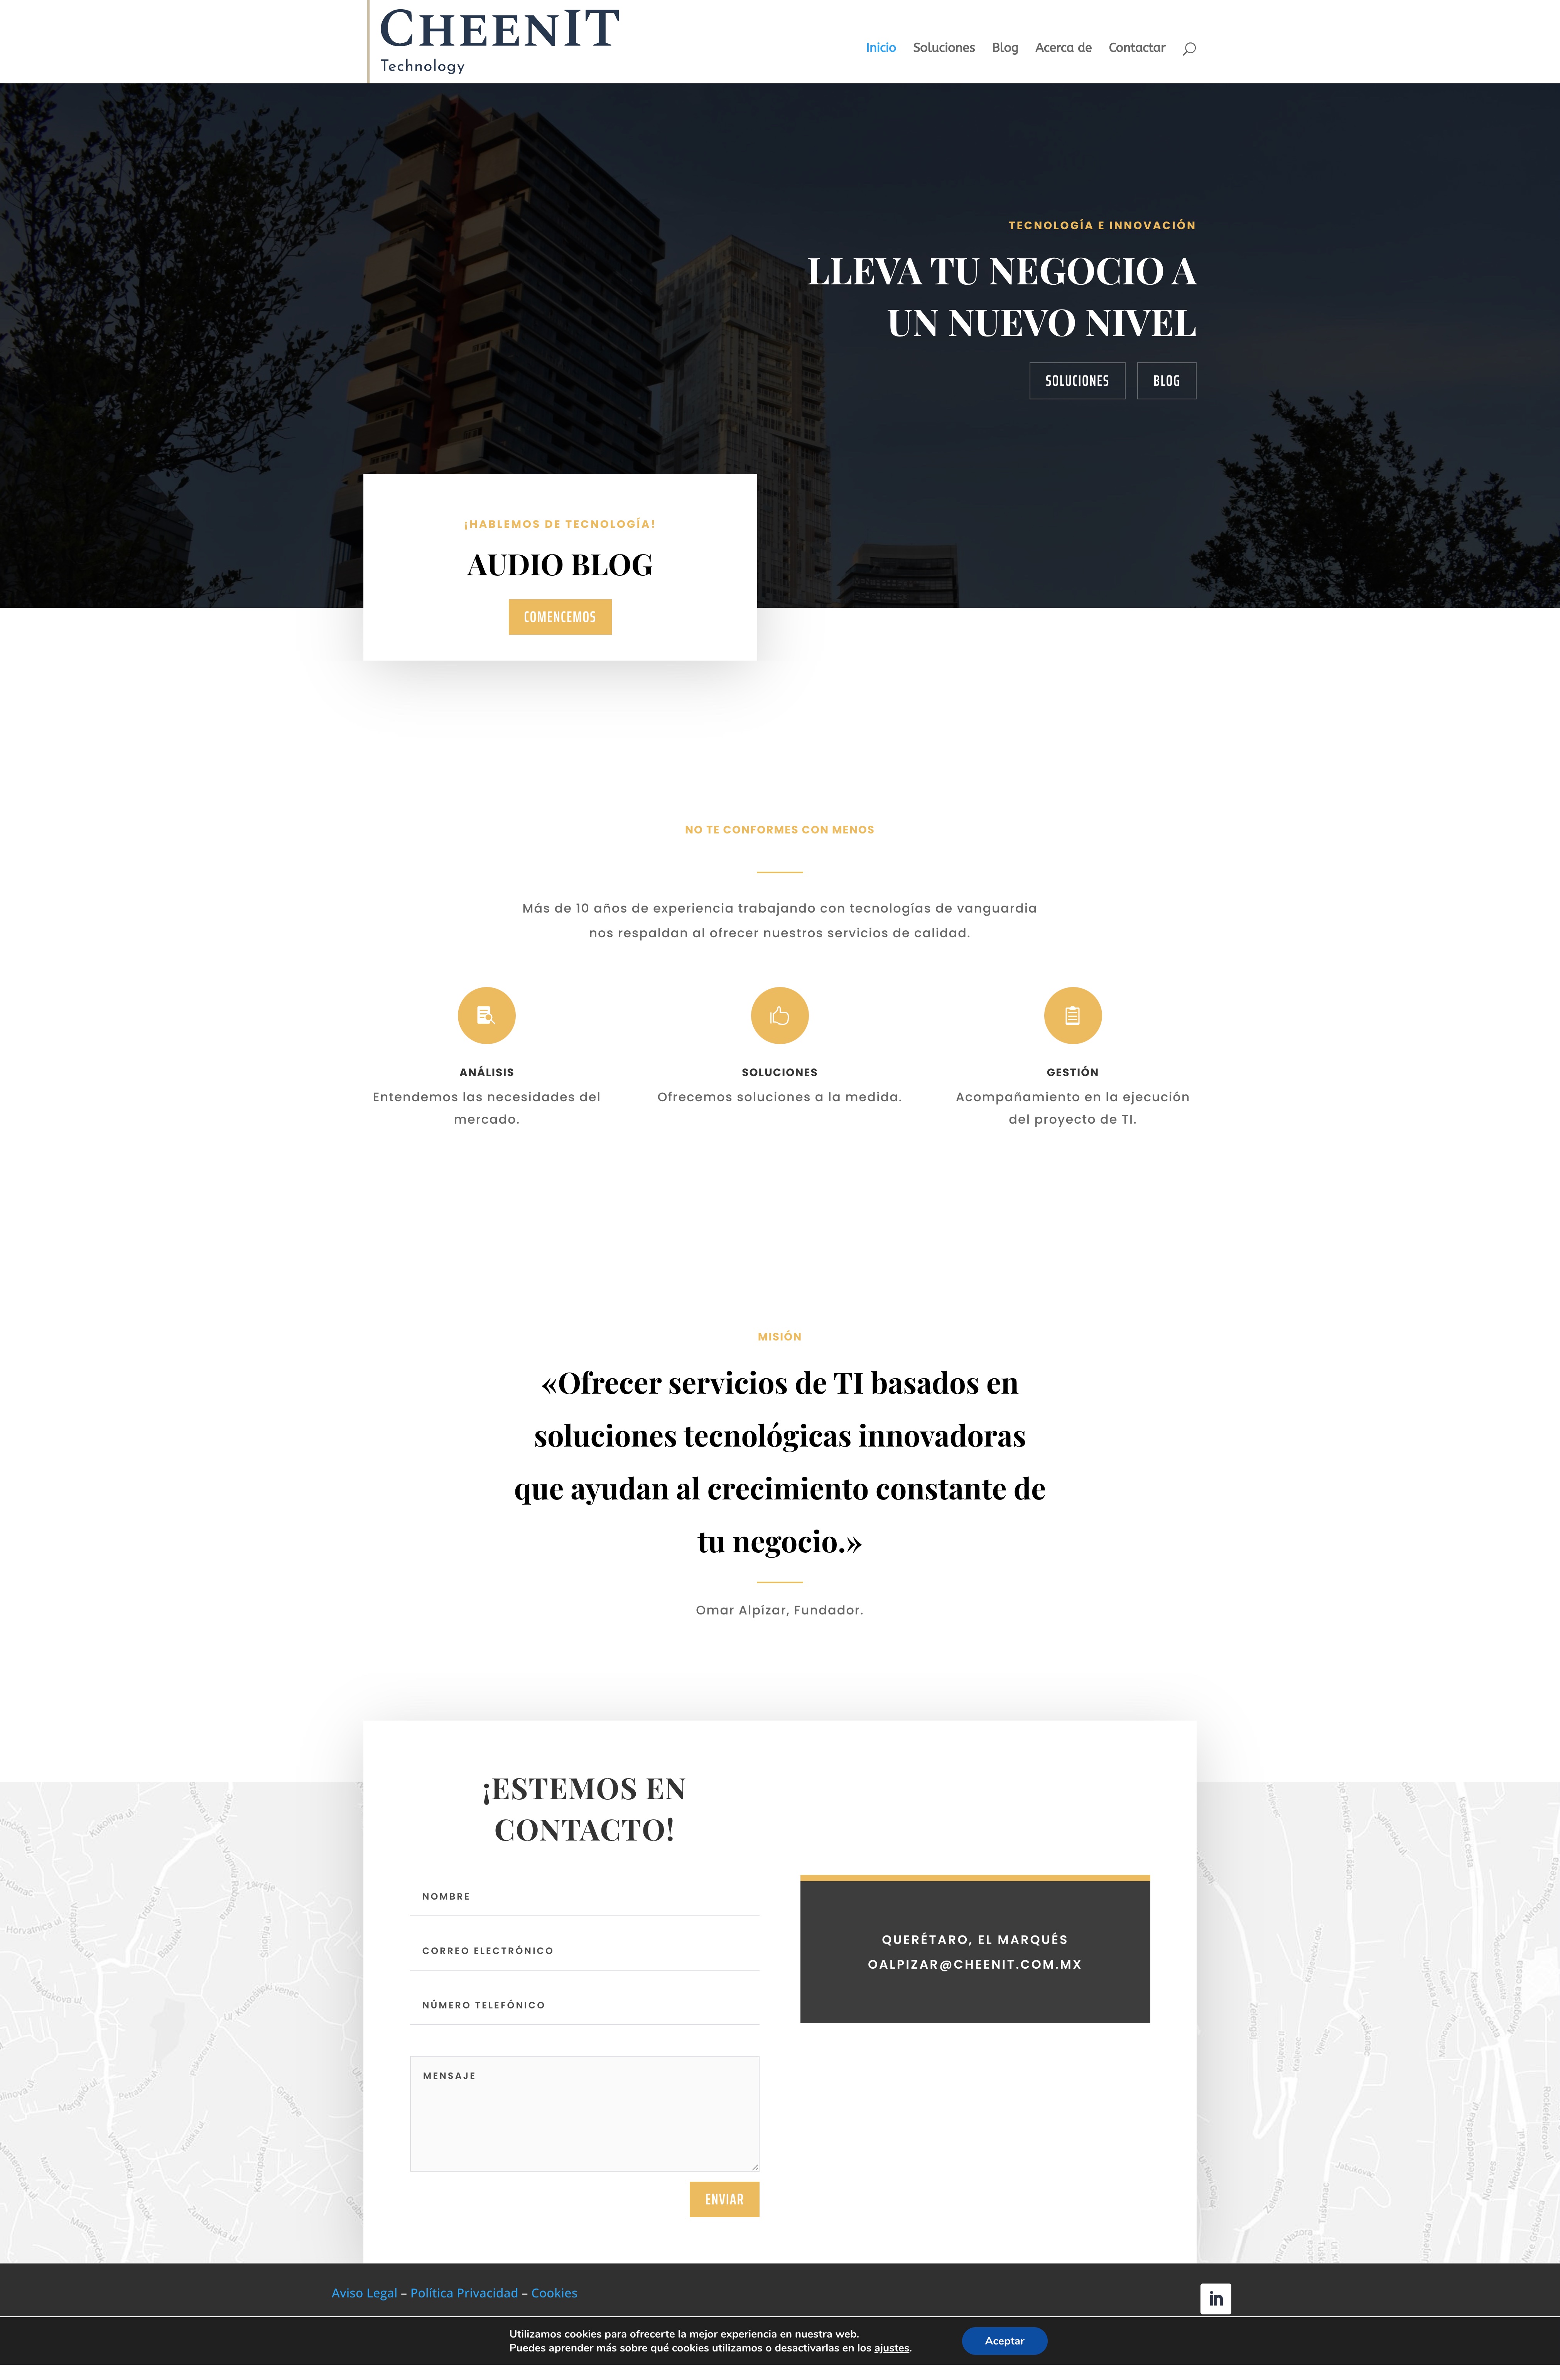 CHEENIT
Technology
Inicio Soluciones Blog Acerca de Contactar
TECNOLOGÍA E INNOVACIÓN
LLEVA TU NEGOCIO A
UN NUEVO NIVEL
SOLUCIONES BLOG
¡HABLEMOS DE TECNOLOGÍA!
AUDIO BLOG
COMENCEMOS
NO TE CONFORMES CON MENOS
Más de 10 años de experiencia trabajando con tecnologías de vanguardia
nos respaldan al ofrecer nuestros servicios de calidad.
ANÁLISIS
Entendemos las necesidades del
mercado.
SOLUCIONES
Ofrecemos soluciones a la medida.
GESTIÓN
Acompañamiento en la ejecución
del proyecto de TI.
MISIÓN
«Ofrecer servicios de TI basados en
soluciones tecnológicas innovadoras
que ayudan al crecimiento constante de
tu negocio.»
Omar Alpízar, Fundador.
¡ESTEMOS EN
CONTACTO!
NOMBRE
CORREO ELECTRÓNICO
NÚMERO TELEFÓNICO
MENSAJE
ENVIAR
QUERÉTARO, EL MARQUÉS
OALPIZAR@CHEENIT.COM.MX
Aviso Legal – Política Privacidad – Cookies
in
Utilizamos cookies para ofrecerte la mejor experiencia en nuestra web.
Puedes aprender más sobre qué cookies utilizamos o desactivarlas en los ajustes.
Aceptar